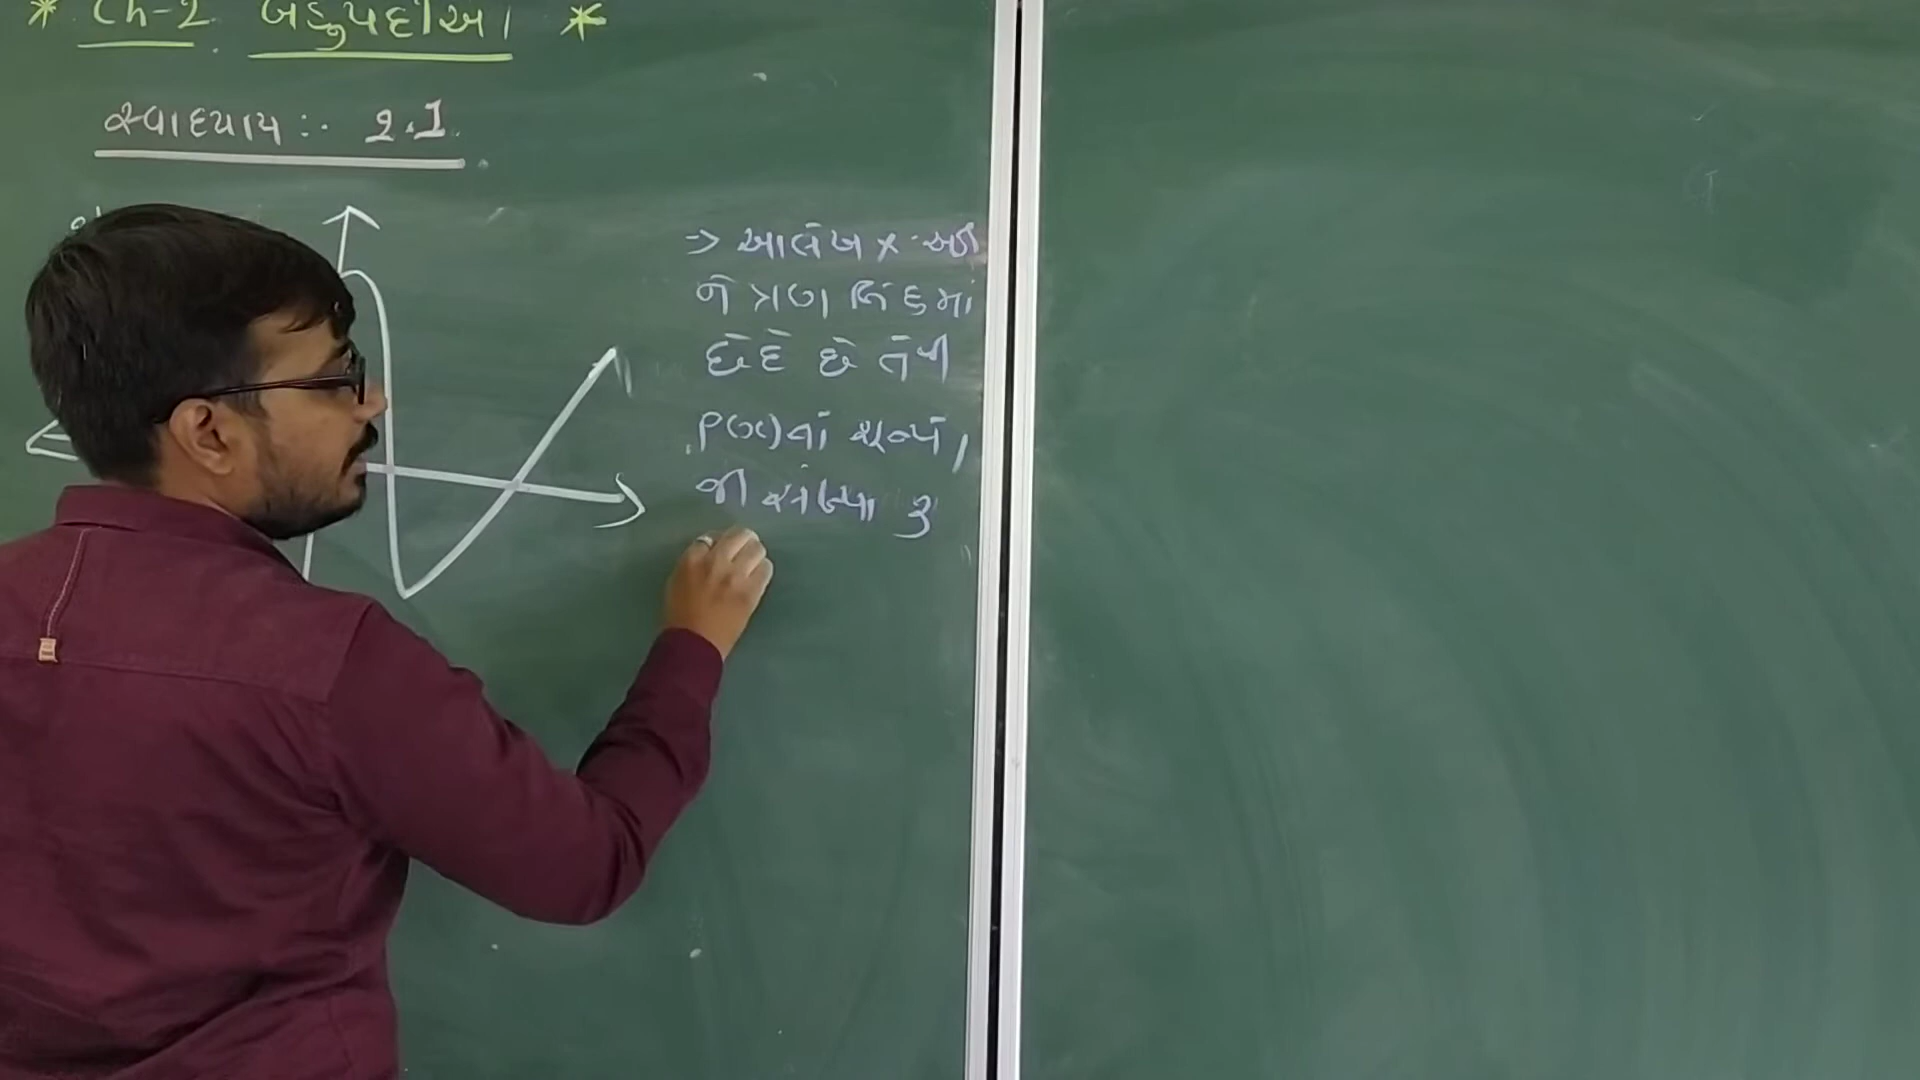 * Ch-2. બહુપદીઓ *
સ્વાધ્યાય :- 2.1.
→ આલેખ x-અક્ષ
ને ત્રણ બિંદુમાં
છેદે છે તેથી
P(x)નાં શૂન્યો
ની સંખ્યા 3